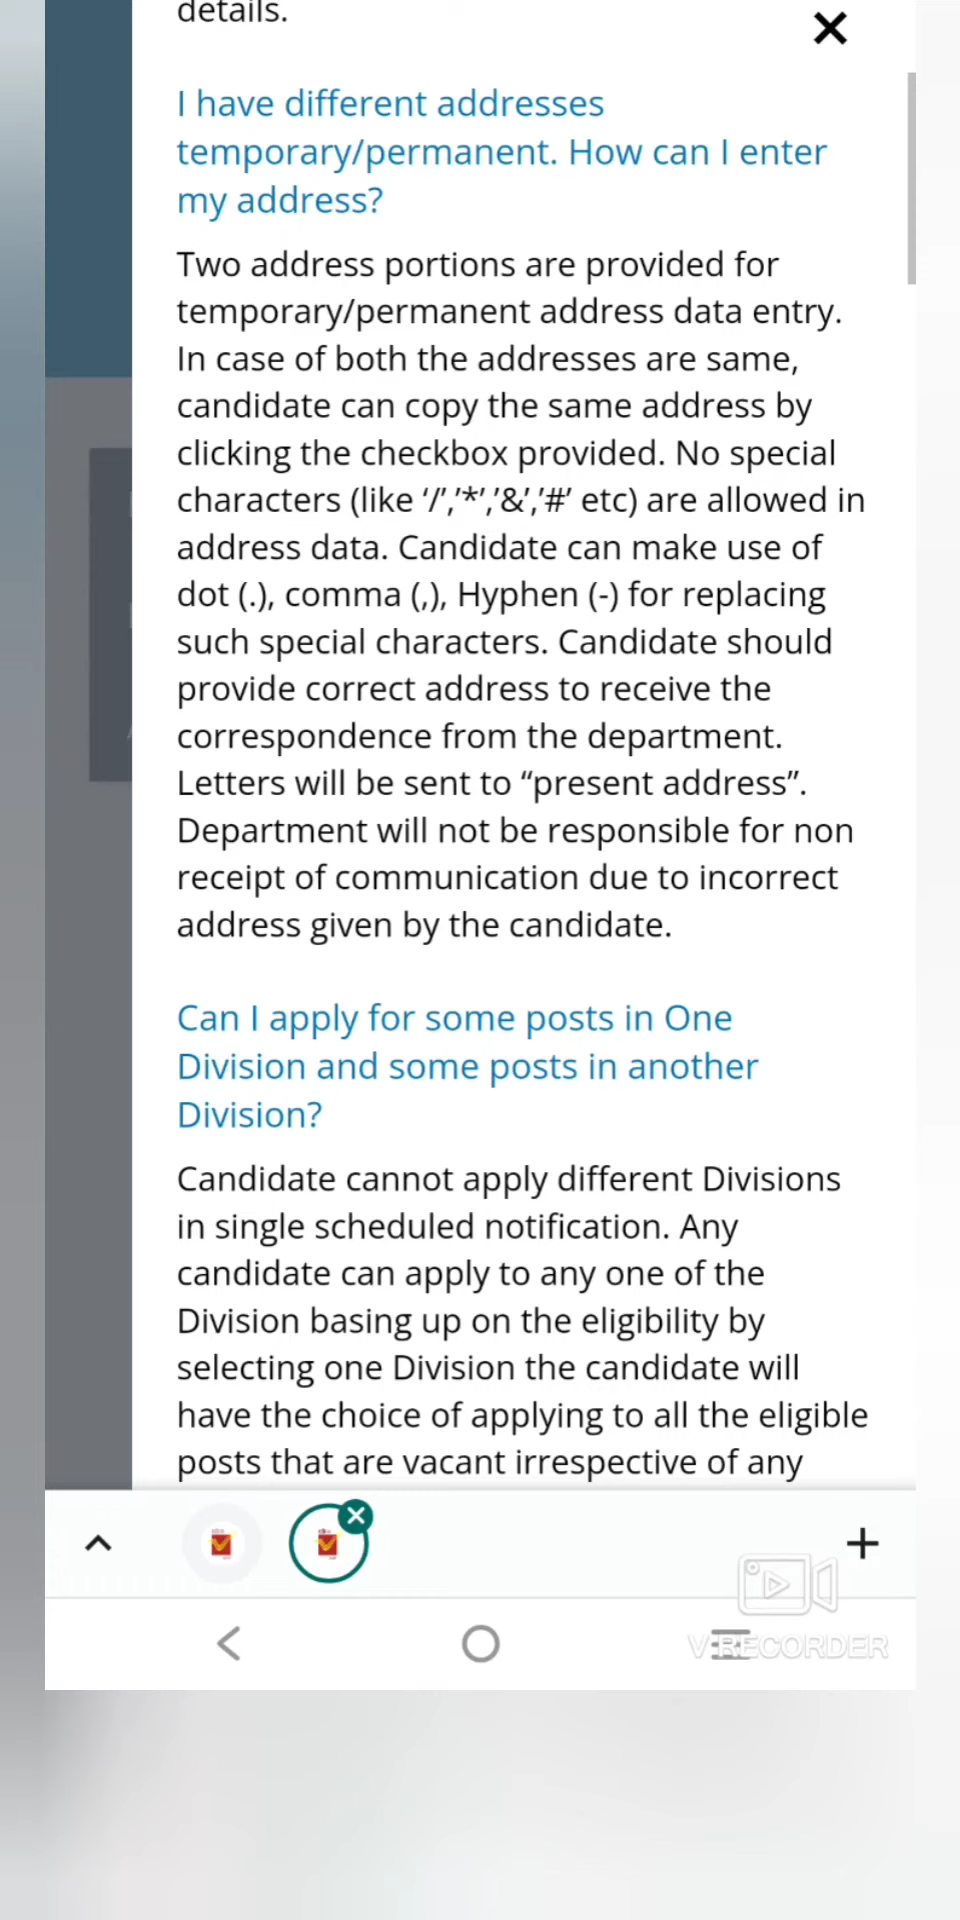 details.
I have different addresses
temporary/permanent. How can I enter
my address?
Two address portions are provided for
temporary/permanent address data entry.
In case of both the addresses are same,
candidate can copy the same address by
clicking the checkbox provided. No special
characters (like ‘/’,’*’,’&’,’#’ etc) are allowed in
address data. Candidate can make use of
dot (.), comma (,), Hyphen (-) for replacing
such special characters. Candidate should
provide correct address to receive the
correspondence from the department.
Letters will be sent to “present address”.
Department will not be responsible for non
receipt of communication due to incorrect
address given by the candidate.
Can I apply for some posts in One
Division and some posts in another
Division?
Candidate cannot apply different Divisions
in single scheduled notification. Any
candidate can apply to any one of the
Division basing up on the eligibility by
selecting one Division the candidate will
have the choice of applying to all the eligible
posts that are vacant irrespective of any
VRECORDER